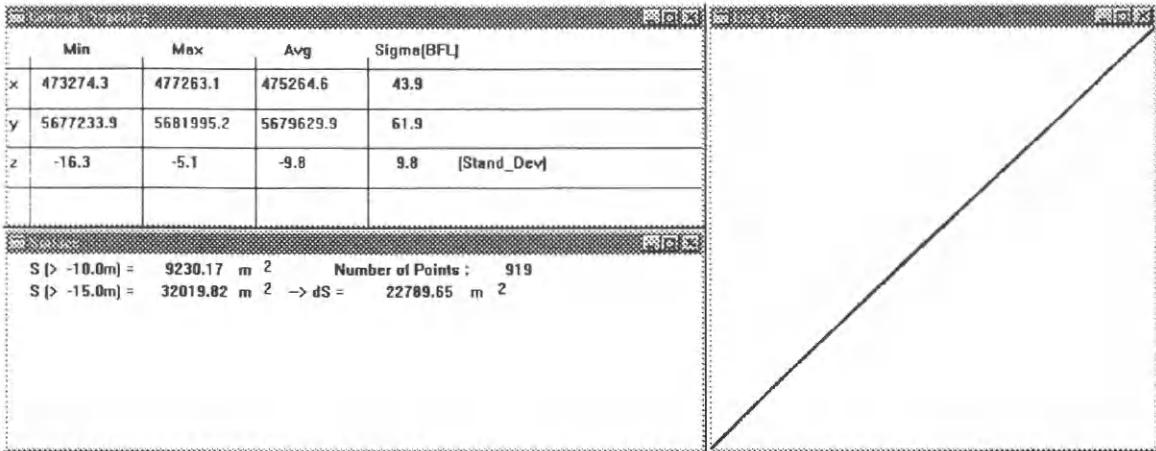 Min Max Avg Sigma(BFL)
x 473274.3 477263.1 475264.6 43.9
y 5677233.9 5681995.2 5679629.9 61.9
z -16.3 -5.1 -9.8 9.8 (Stand_Dev)
S (> -10.0m) = 9230.17 m 2 Number of Points : 919
S (> -15.0m) = 32019.82 m 2 -> dS = 22789.65 m 2